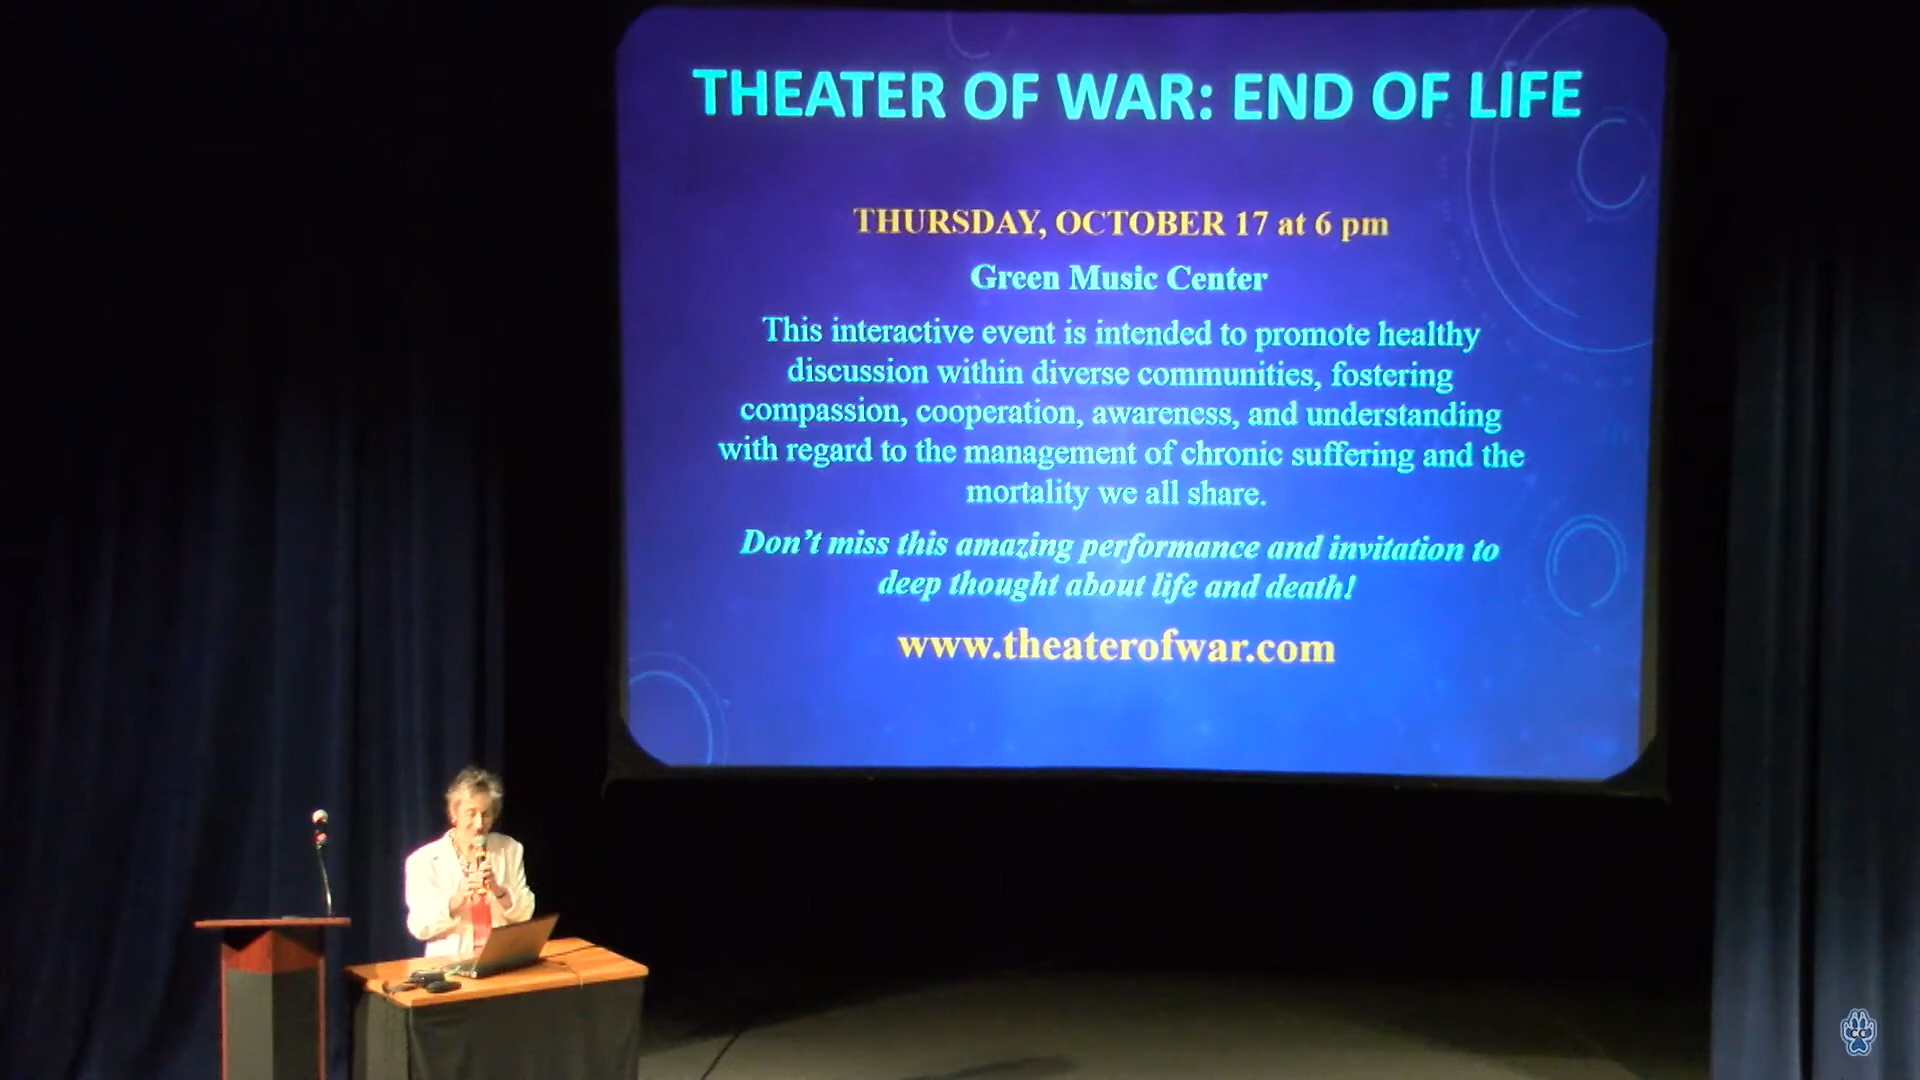 THEATER OF WAR: END OF LIFE
THURSDAY, OCTOBER 17 at 6 pm
Green Music Center
This interactive event is intended to promote healthy
discussion within diverse communities, fostering
compassion, cooperation, awareness, and understanding
with regard to the management of chronic suffering and the
mortality we all share.
Don't miss this amazing performance and invitation to
deep thought about life and death!
www.theaterofwar.com